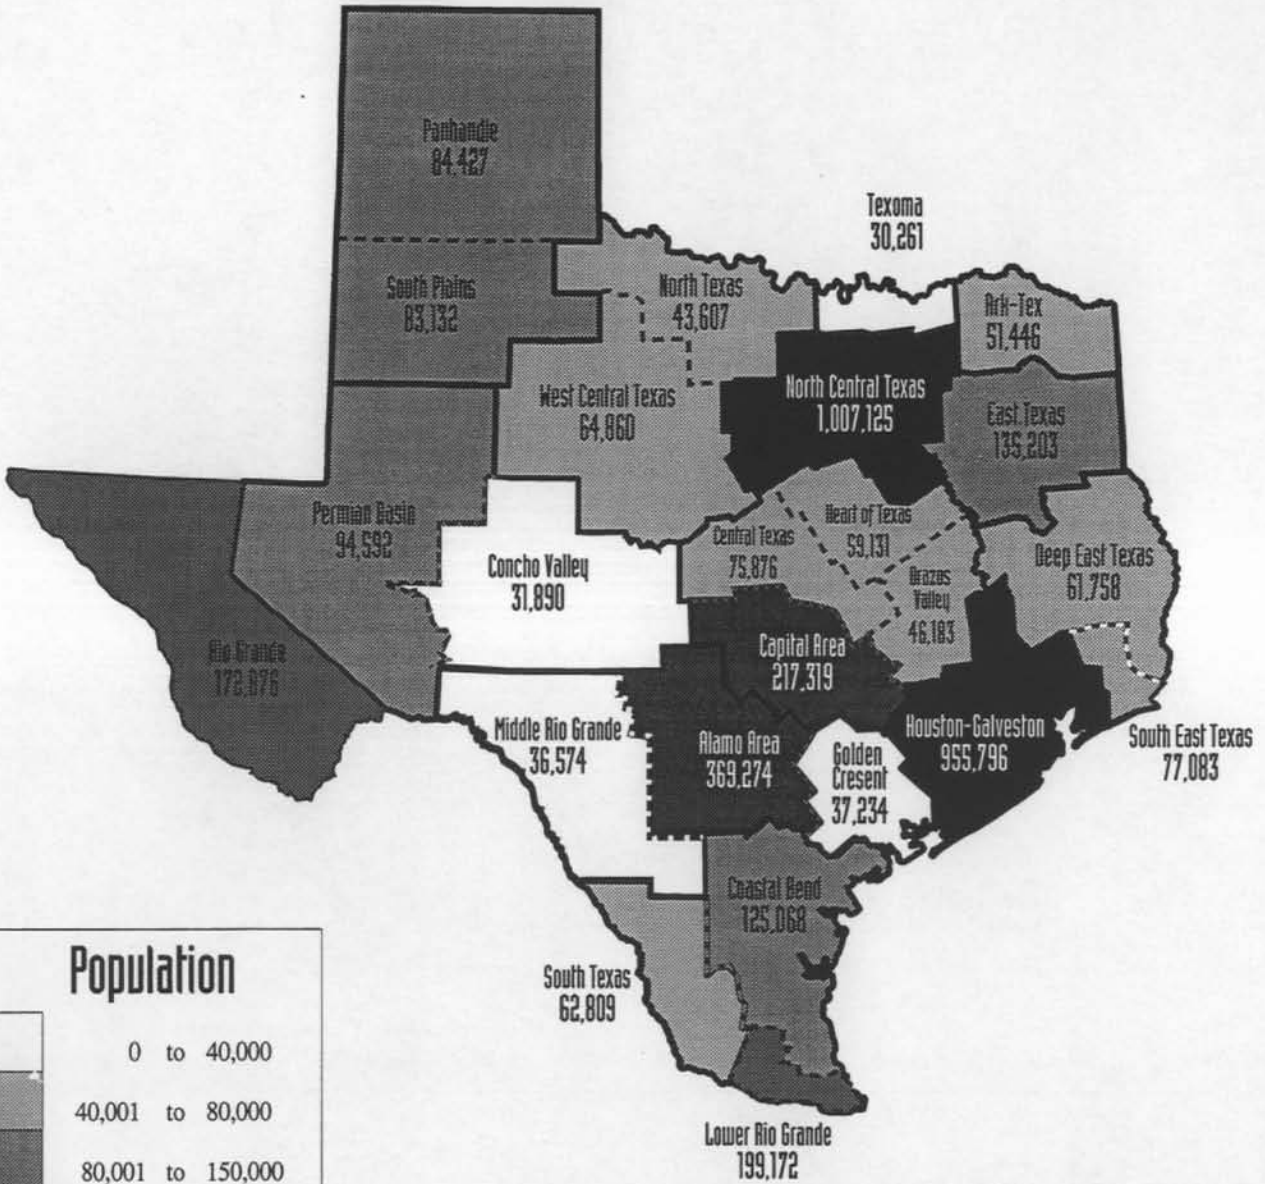 Panhandle
84,427
Texoma
30,261
South Plains
83,132
North Texas
43,607
Ark-Tex
51,446
West Central Texas
64,860
North Central Texas
1,007,125
East Texas
135,203
Permian Basin
94,592
Heart of Texas
59,131
Central Texas
75,876
Deep East Texas
61,758
Concho Valley
31,890
Brazos
Valley
46,183
Rio Grande
172,876
Capital Area
217,319
Middle Rio Grande
36,574
Alamo Area
369,274
Golden
Cresent
37,234
Houston-Galveston
955,796
South East Texas
77,083
Coastal Bend
125,068
South Texas
62,809
Lower Rio Grande
199,172
Population
0 to 40,000
40,001 to 80,000
80,001 to 150,000